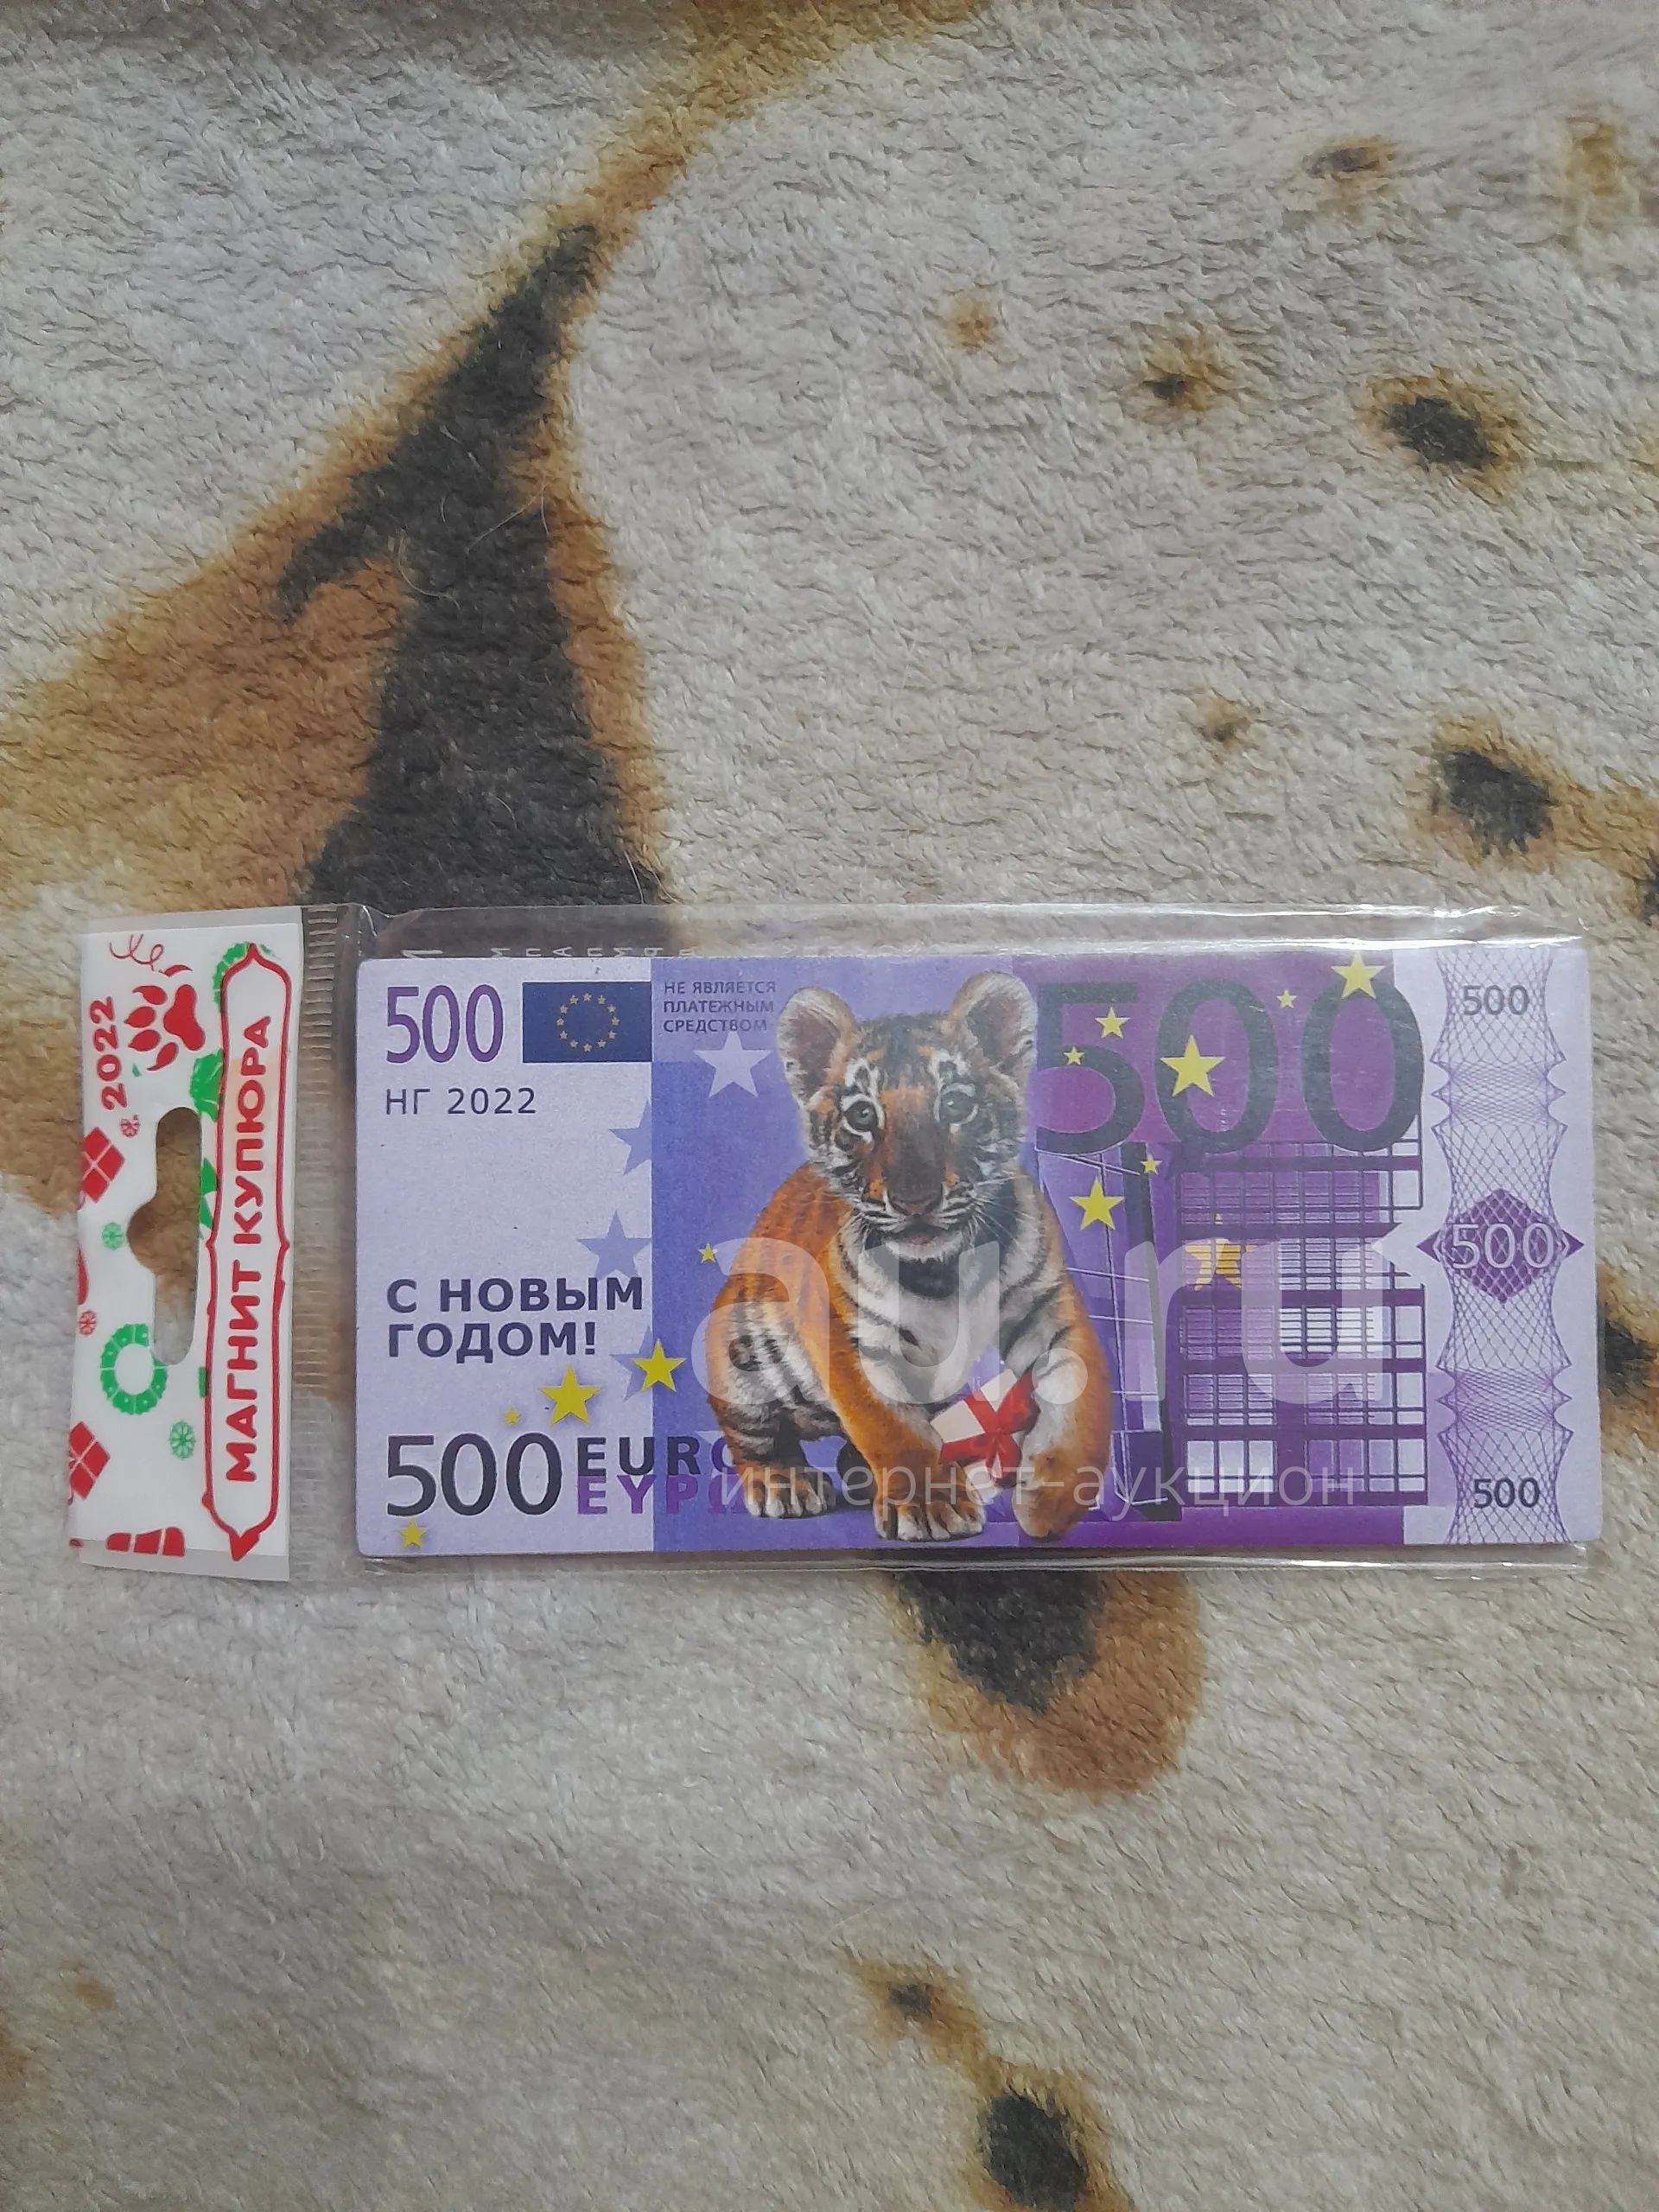 2022
МАГНИТ КУПЮРА
500
НЕ ЯВЛЯЕТСЯ
ПЛАТЕЖНЫМ
СРЕДСТВОМ
НГ 2022
500
500
500
500
С НОВЫМ
ГОДОМ!
500 EURO
EYP
au.ru
интернет-аукцион